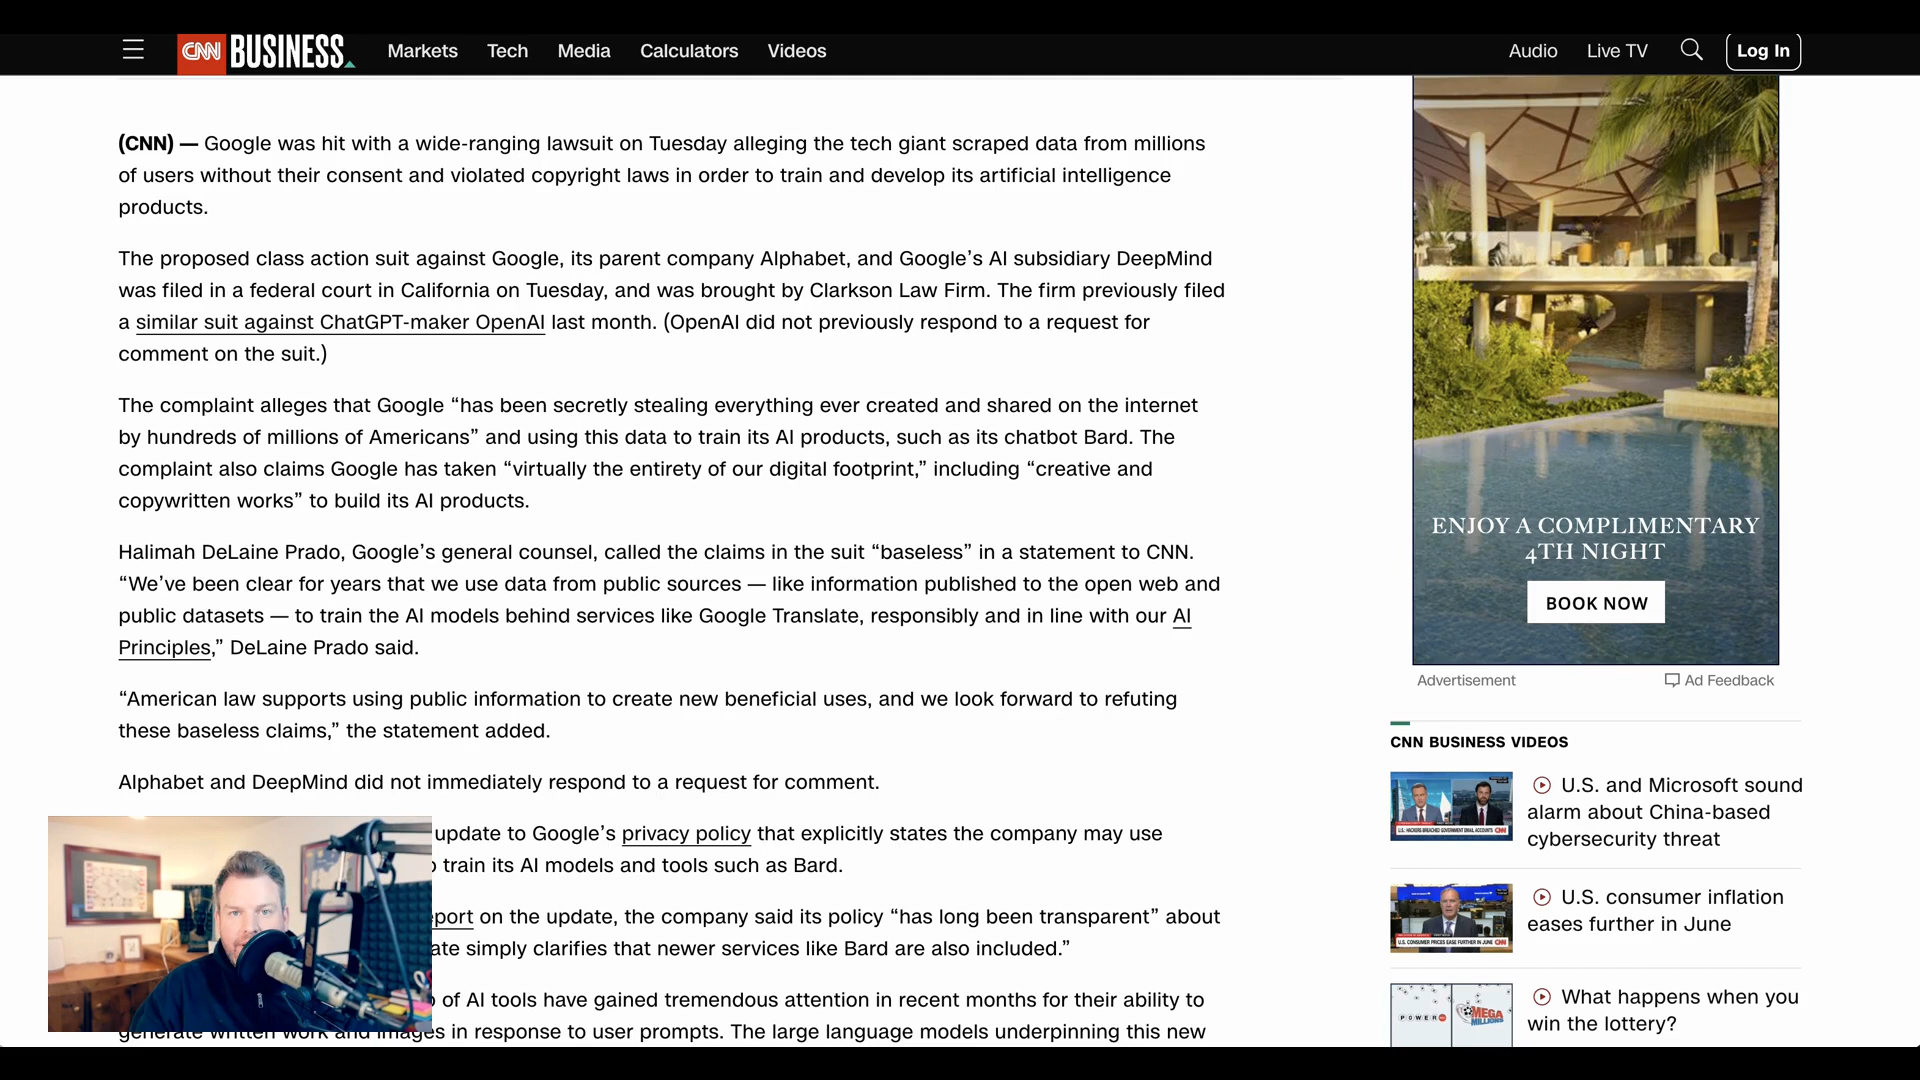 CNN BUSINESS
Markets
Tech
Media
Calculators
Videos
Audio
Live TV
Log In
(CNN) — Google was hit with a wide-ranging lawsuit on Tuesday alleging the tech giant scraped data from millions
of users without their consent and violated copyright laws in order to train and develop its artificial intelligence
products.
The proposed class action suit against Google, its parent company Alphabet, and Google’s AI subsidiary DeepMind
was filed in a federal court in California on Tuesday, and was brought by Clarkson Law Firm. The firm previously filed
a similar suit against ChatGPT-maker OpenAI last month. (OpenAI did not previously respond to a request for
comment on the suit.)
The complaint alleges that Google “has been secretly stealing everything ever created and shared on the internet
by hundreds of millions of Americans” and using this data to train its AI products, such as its chatbot Bard. The
complaint also claims Google has taken “virtually the entirety of our digital footprint,” including “creative and
copywritten works” to build its AI products.
Halimah DeLaine Prado, Google’s general counsel, called the claims in the suit “baseless” in a statement to CNN.
“We’ve been clear for years that we use data from public sources — like information published to the open web and
public datasets — to train the AI models behind services like Google Translate, responsibly and in line with our AI
Principles,” DeLaine Prado said.
“American law supports using public information to create new beneficial uses, and we look forward to refuting
these baseless claims,” the statement added.
Alphabet and DeepMind did not immediately respond to a request for comment.
update to Google’s privacy policy that explicitly states the company may use
train its AI models and tools such as Bard.
on the update, the company said its policy “has long been transparent” about
simply clarifies that newer services like Bard are also included.”
of AI tools have gained tremendous attention in recent months for their ability to
generate written work and images in response to user prompts. The large language models underpinning this new
ENJOY A COMPLIMENTARY
4TH NIGHT
BOOK NOW
Advertisement
Ad Feedback
CNN BUSINESS VIDEOS
U.S. and Microsoft sound
alarm about China-based
cybersecurity threat
U.S. HACKERS BREACHED GOVERNMENT EMAIL ACCOUNTS CNN
U.S. consumer inflation
eases further in June
U.S. CONSUMER PRICES EASE FURTHER IN JUNE CNN
What happens when you
win the lottery?
POWER
MEGA
MILLIONS